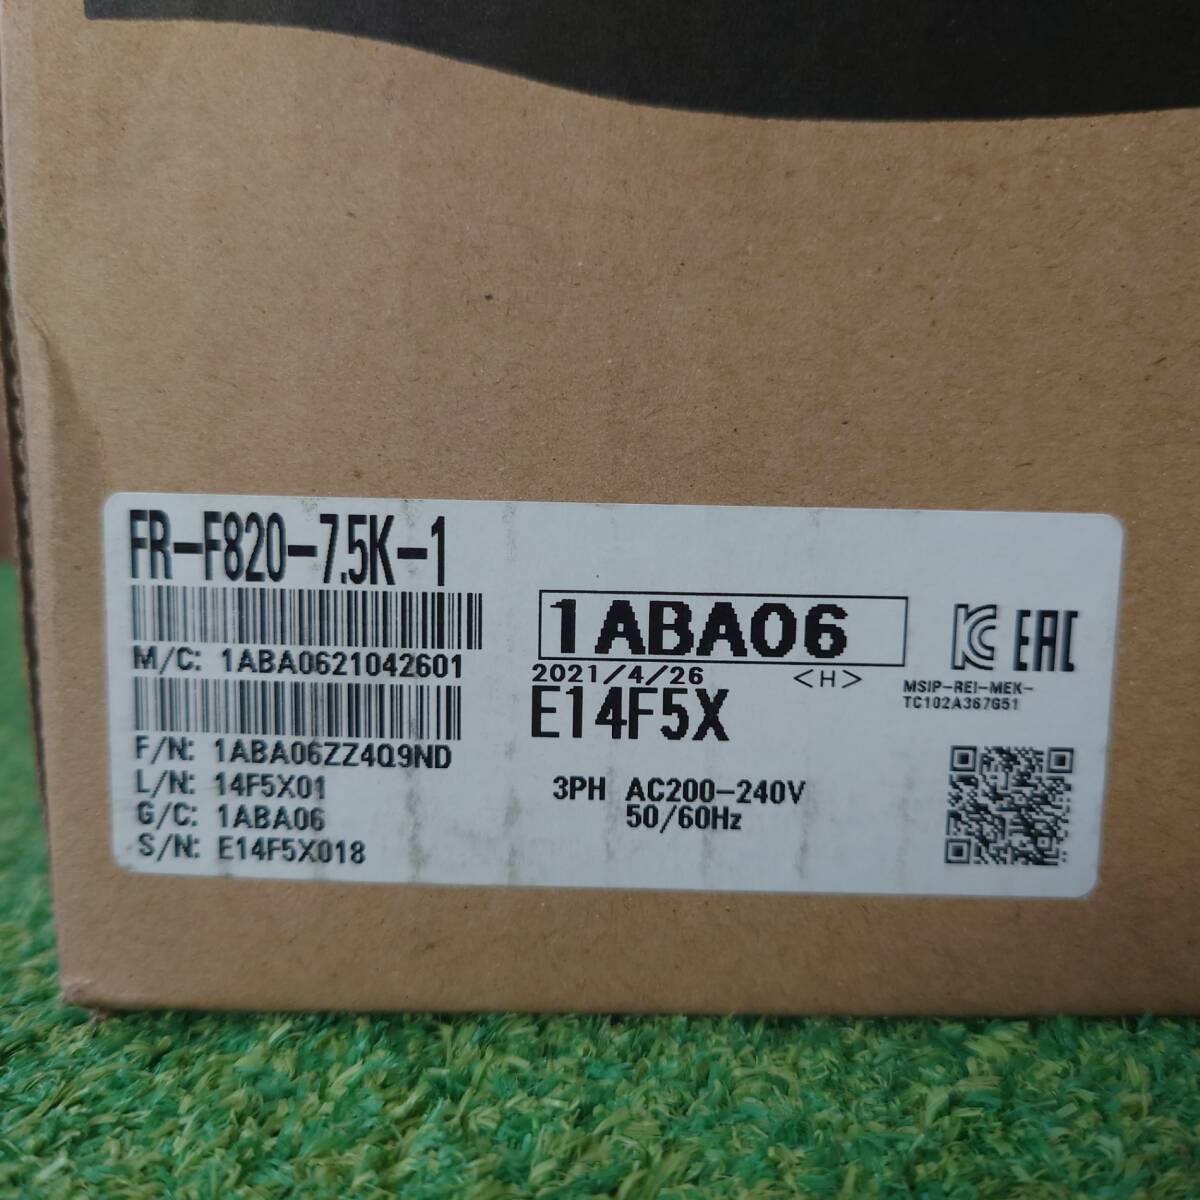 FR-F820-7.5K-1
M/C: 1ABA0621042601
F/N: 1ABA06ZZ4Q9ND
L/N: 14F5X01
G/C: 1ABA06
S/N: E14F5X018
1ABA06
2021/4/26 <H>
E14F5X
3PH AC200-240V
50/60Hz
KC EAC
MSIP-REI-MEK-
TC102A367G51